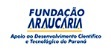 FUNDAÇÃO
ARAUCÁRIA
Apoio ao Desenvolvimento Científico
e Tecnológico do Paraná